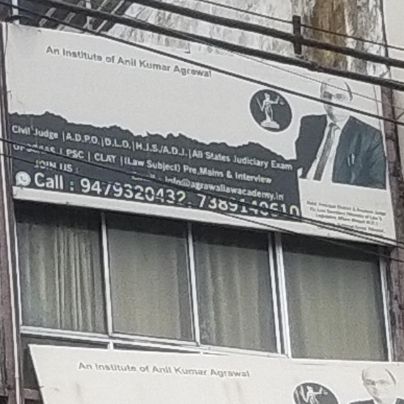 An Institute of Anil Kumar Agrawal
Civil Judge |A.D.P.O.|D.L.O.|H.J.S./A.D.J.|All States Judiciary Exam
PSC | CLAT |(Law Subject) Pre,Mains & Interview
JOIN US : info@agrawallawacademy.in
Call : 9479320432, 7389140610
An Institute of Anil Kumar Agrawal